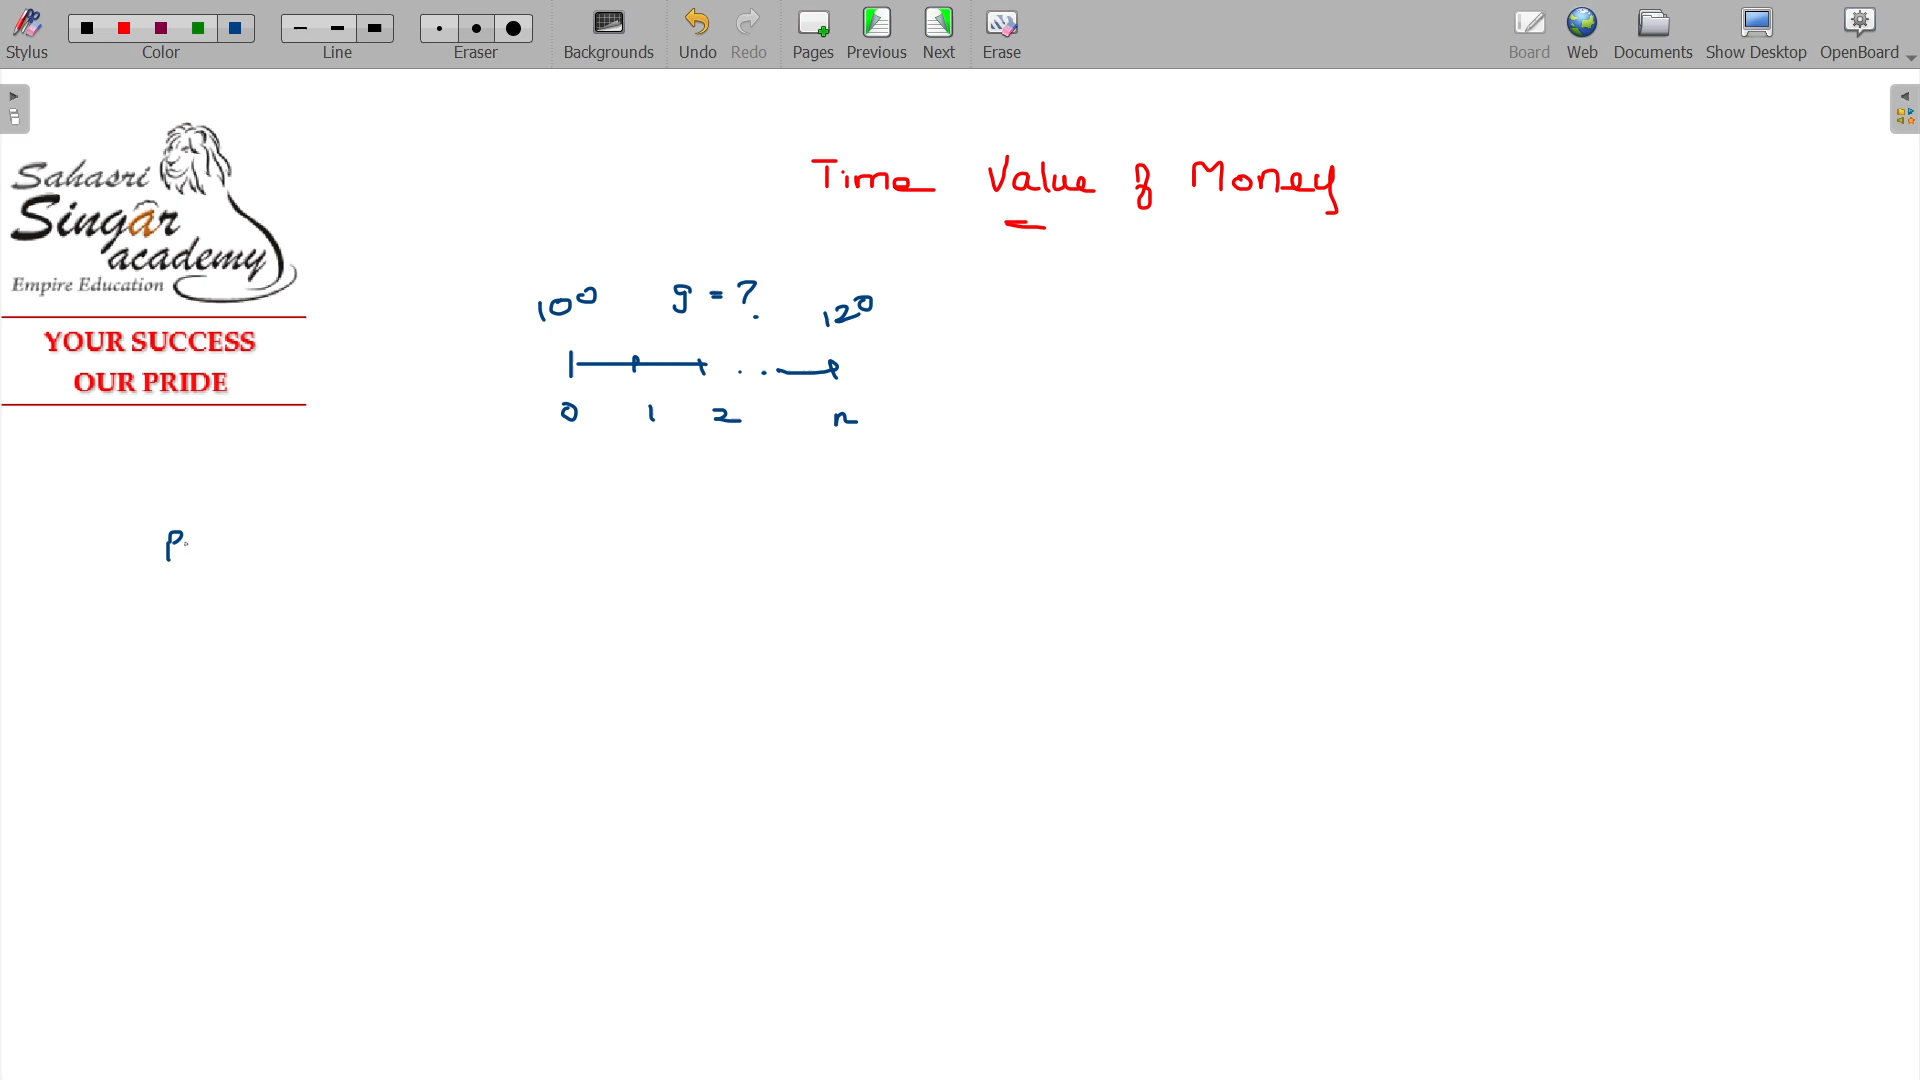 Stylus Color Line Eraser Backgrounds Undo Redo Pages Previous Next Erase Board Web Documents Show Desktop OpenBoard
Sahasri
Singar
academy
Empire Education
YOUR SUCCESS
OUR PRIDE
Time Value of Money
100 g = ? 120
0 1 2 n
P